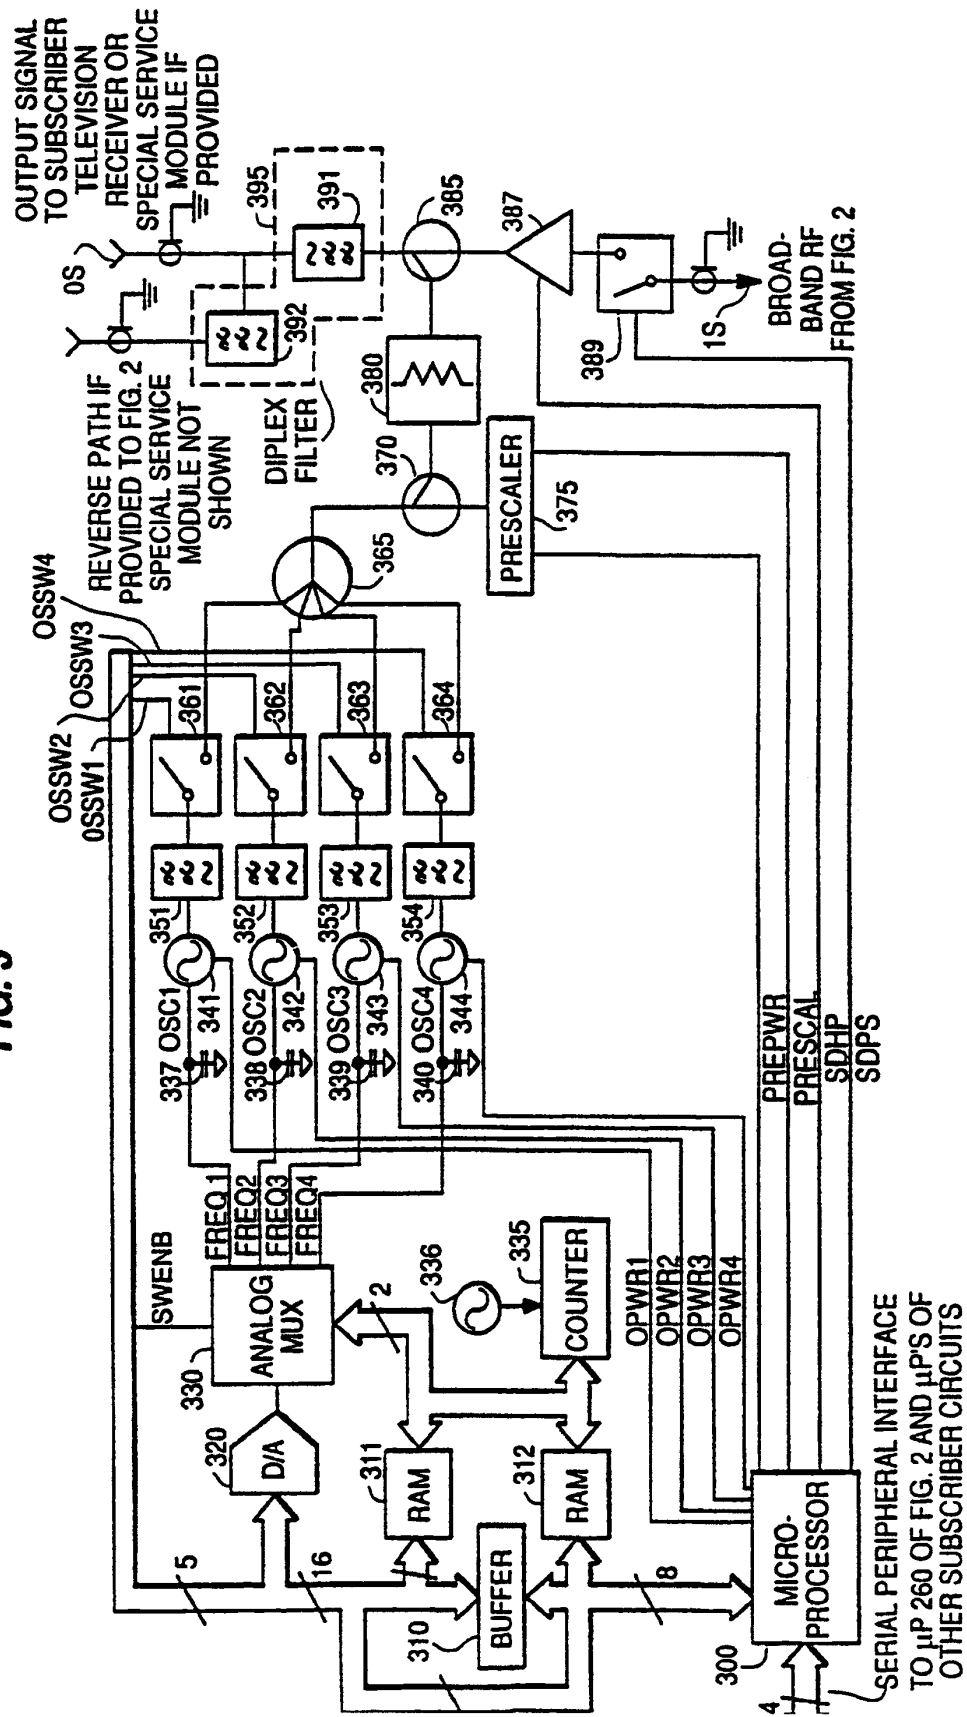 FIG. 3
OUTPUT SIGNAL
TO SUBSCRIBER
TELEVISION
RECEIVER OR
SPECIAL SERVICE
MODULE IF
PROVIDED
0S
395
391
392
385
387
389
1S
BROAD-
BAND RF
FROM FIG. 2
REVERSE PATH IF
PROVIDED TO FIG. 2
SPECIAL SERVICE
MODULE NOT
SHOWN
DIPLEX
FILTER
380
370
365
PRESCALER
375
OSSW4
OSSW3
OSSW2
0SSW1
361
362
363
364
351
352
353
354
337 OSC1
341
338 OSC2
342
339 OSC3
343
340 OSC4
344
SWENB
FREQ 1
FREQ2
FREQ3
FREQ4
330
ANALOG
MUX
320
D/A
2
336
335
COUNTER
311
RAM
312
RAM
5
16
310
BUFFER
8
OPWR1
OPWR2
OPWR3
OPWR4
PREPWR
PRESCAL
SDHP
SDPS
300
MICRO-
PROCESSOR
4
SERIAL PERIPHERAL INTERFACE
TO µP 260 OF FIG. 2 AND µP'S OF
OTHER SUBSCRIBER CIRCUITS